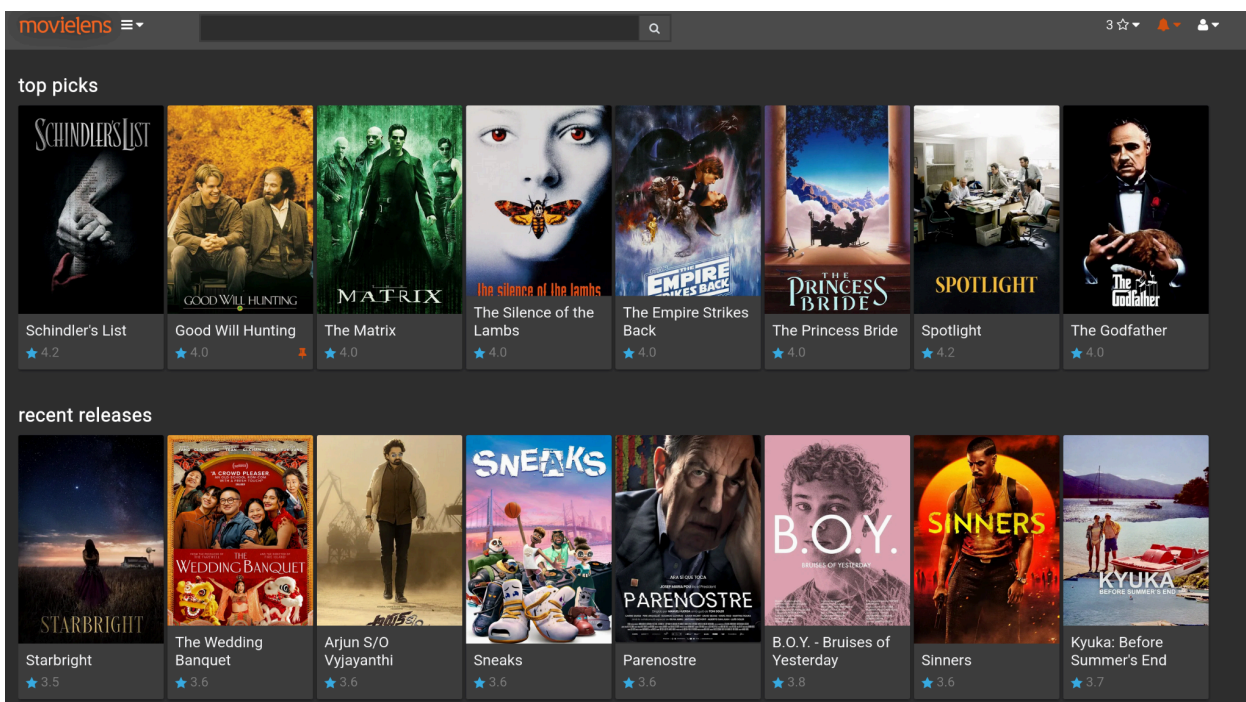 movielens
3
top picks
SCHINDLER'S LIST
GOOD WILL HUNTING
MATRIX
the silence of the lambs
THE
EMPIRE
STRIKES BACK
THE
PRINCESS
BRIDE
SPOTLIGHT
The
Godfather
Schindler's List
Good Will Hunting
The Matrix
The Silence of the
Lambs
The Empire Strikes
Back
The Princess Bride
Spotlight
The Godfather
4.2
4.0
4.0
4.0
4.0
4.0
4.2
4.0
recent releases
STARBRIGHT
"A CROWD PLEASER.
THE
WEDDING BANQUET
SNEAKS
PARENOSTRE
B.O.Y.
BRUISES OF YESTERDAY
SINNERS
KYUKA
BEFORE SUMMER'S END
Starbright
The Wedding
Banquet
Arjun S/O
Vyjayanthi
Sneaks
Parenostre
B.O.Y. - Bruises of
Yesterday
Sinners
Kyuka: Before
Summer's End
3.5
3.6
3.6
3.6
3.6
3.8
3.6
3.7